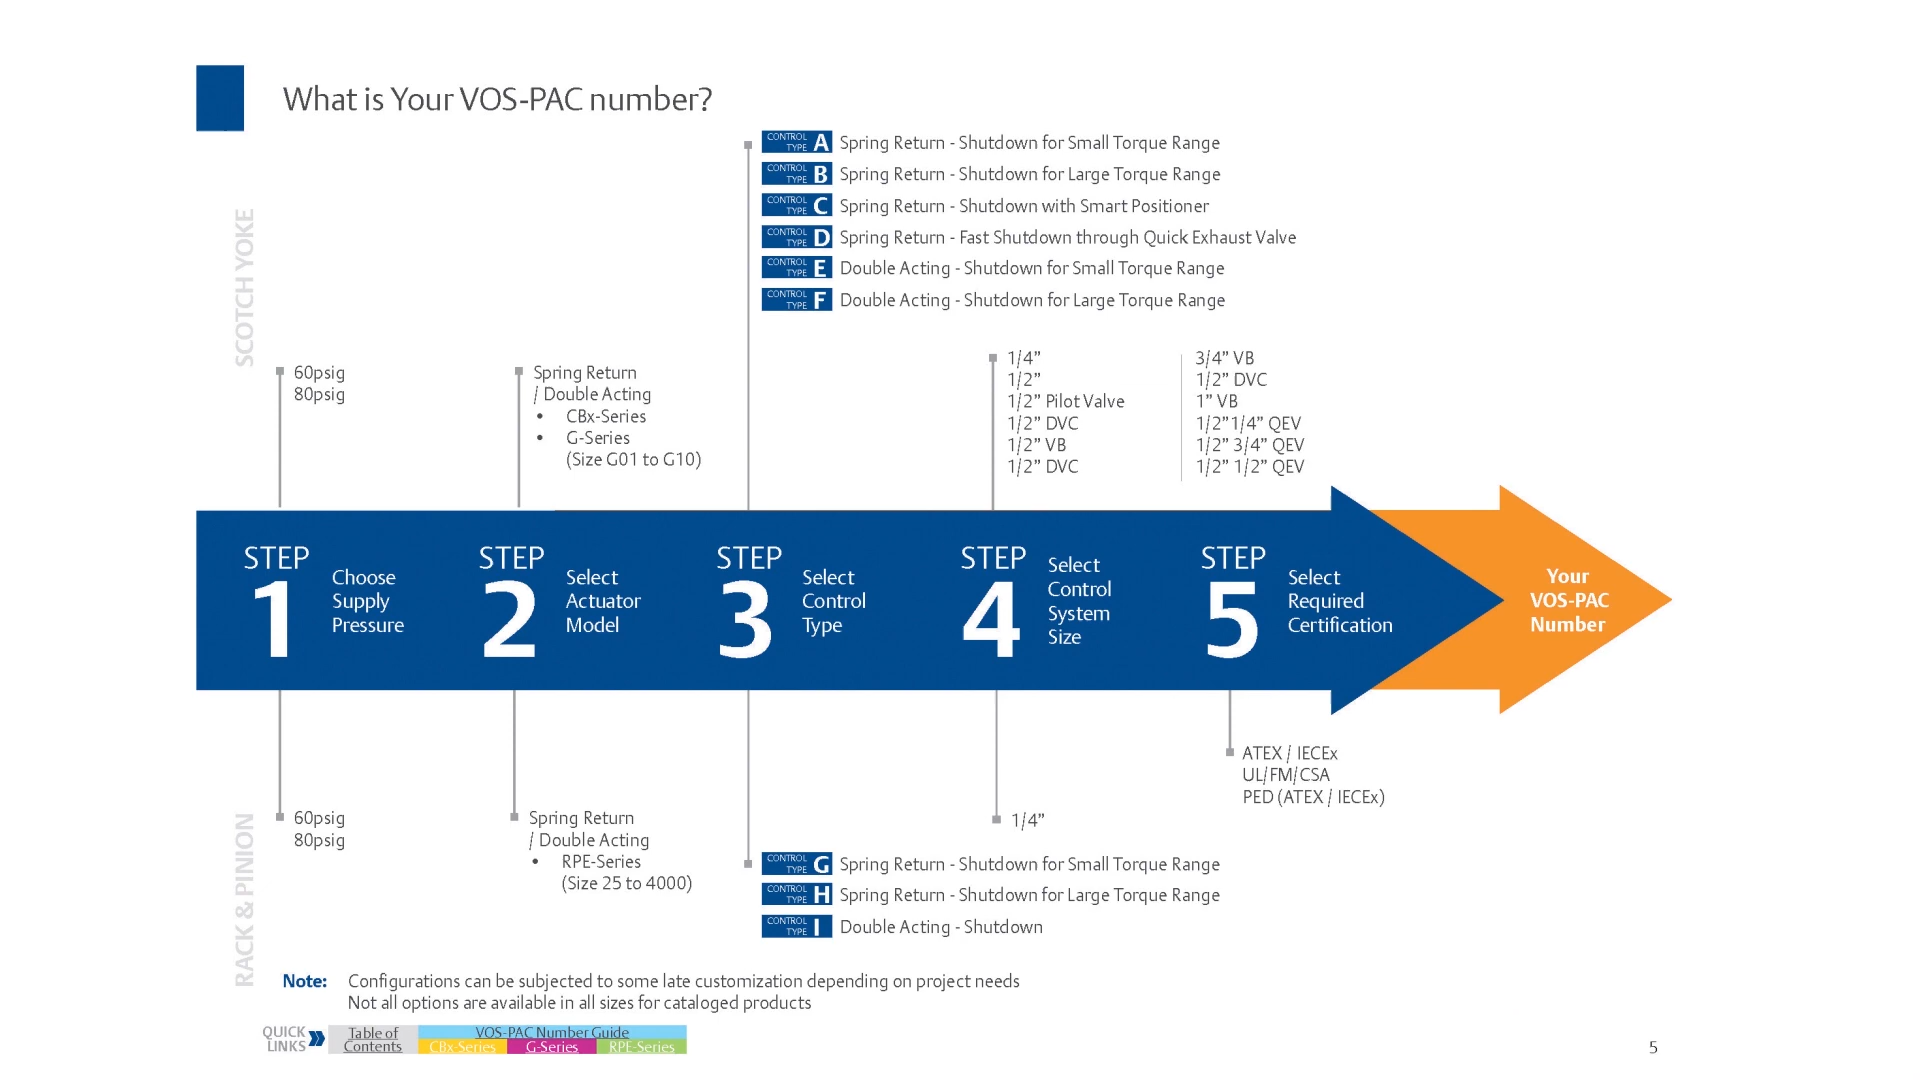 What is Your VOS-PAC number?
CONTROL TYPE A Spring Return - Shutdown for Small Torque Range
CONTROL TYPE B Spring Return - Shutdown for Large Torque Range
CONTROL TYPE C Spring Return - Shutdown with Smart Positioner
CONTROL TYPE D Spring Return - Fast Shutdown through Quick Exhaust Valve
CONTROL TYPE E Double Acting - Shutdown for Small Torque Range
CONTROL TYPE F Double Acting - Shutdown for Large Torque Range
SCOTCH YOKE
60psig
80psig
Spring Return
/ Double Acting
• CBx-Series
• G-Series
(Size G01 to G10)
1/4”
1/2”
1/2” Pilot Valve
1/2” DVC
1/2” VB
1/2” DVC
3/4” VB
1/2” DVC
1” VB
1/2”1/4” QEV
1/2” 3/4” QEV
1/2” 1/2” QEV
STEP
1
Choose
Supply
Pressure
STEP
2
Select
Actuator
Model
STEP
3
Select
Control
Type
STEP
4
Select
Control
System
Size
STEP
5
Select
Required
Certification
Your
VOS-PAC
Number
RACK & PINION
60psig
80psig
Spring Return
/ Double Acting
• RPE-Series
(Size 25 to 4000)
1/4”
ATEX / IECEx
UL/FM/CSA
PED (ATEX / IECEx)
CONTROL TYPE G Spring Return - Shutdown for Small Torque Range
CONTROL TYPE H Spring Return - Shutdown for Large Torque Range
CONTROL TYPE I Double Acting - Shutdown
Note: Configurations can be subjected to some late customization depending on project needs
Not all options are available in all sizes for cataloged products
QUICK
LINKS
Table of
Contents
VOS-PAC Number Guide
CBx-Series G-Series RPE-Series
5